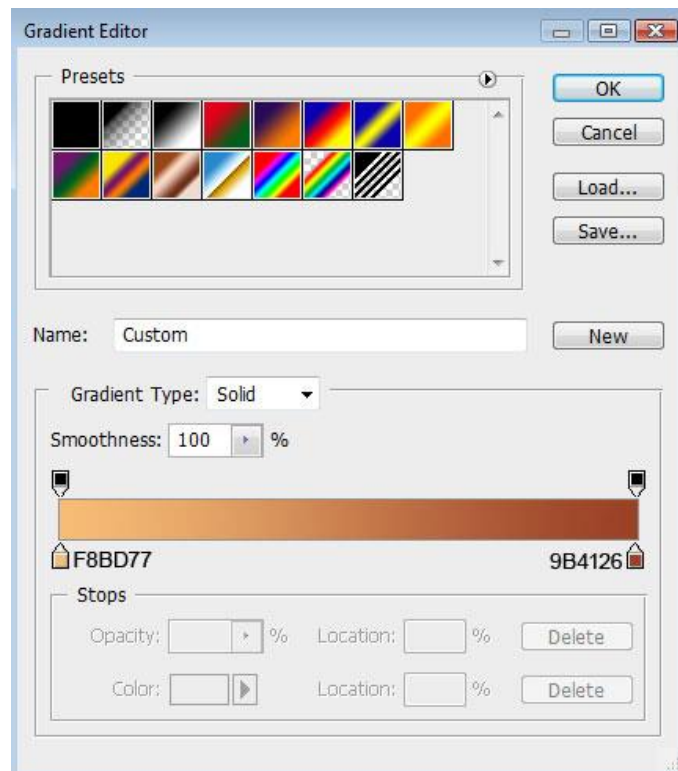 Gradient Editor
Presets
OK
Cancel
Load...
Save...
Name: Custom
New
Gradient Type: Solid
Smoothness: 100 %
F8BD77 9B4126
Stops
Opacity: % Location: % Delete
Color: Location: % Delete